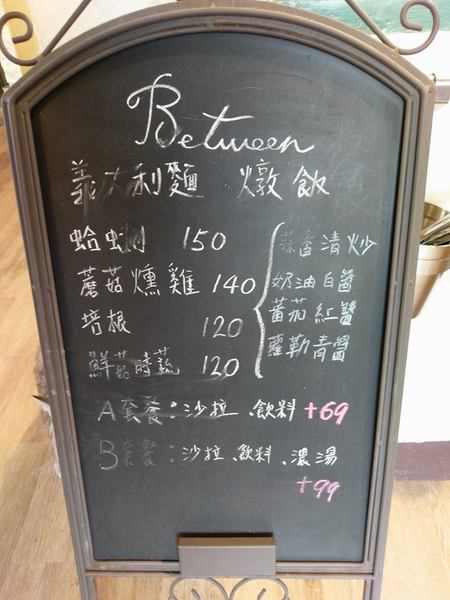 Between
義大利麵 燉飯
蛤蜊 150
蘑菇燻雞 140
培根 120
鮮菇時蔬 120
蒜香清炒
奶油白醬
蕃茄紅醬
蘿勒青醬
A套餐：沙拉、飲料 +69
B套餐：沙拉、飲料、濃湯
+99